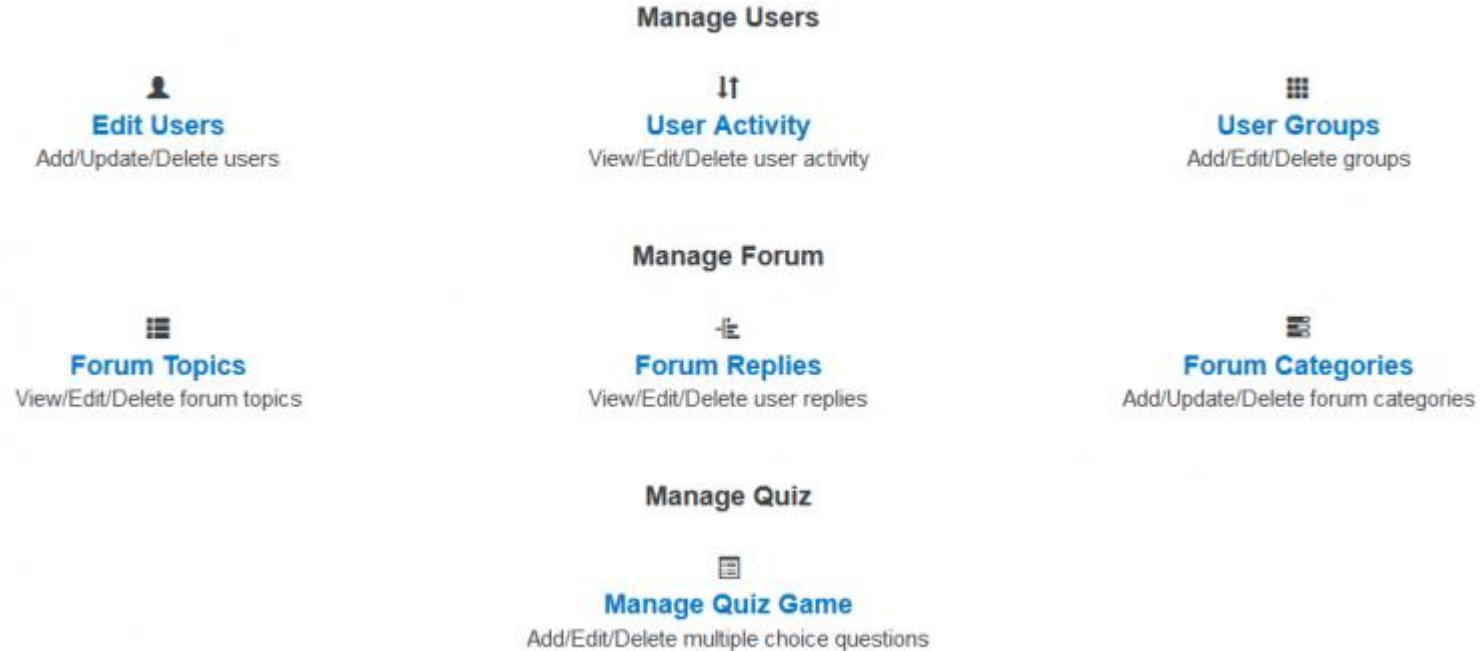 Manage Users
Edit Users
Add/Update/Delete users
User Activity
View/Edit/Delete user activity
User Groups
Add/Edit/Delete groups
Manage Forum
Forum Topics
View/Edit/Delete forum topics
Forum Replies
View/Edit/Delete user replies
Forum Categories
Add/Update/Delete forum categories
Manage Quiz
Manage Quiz Game
Add/Edit/Delete multiple choice questions